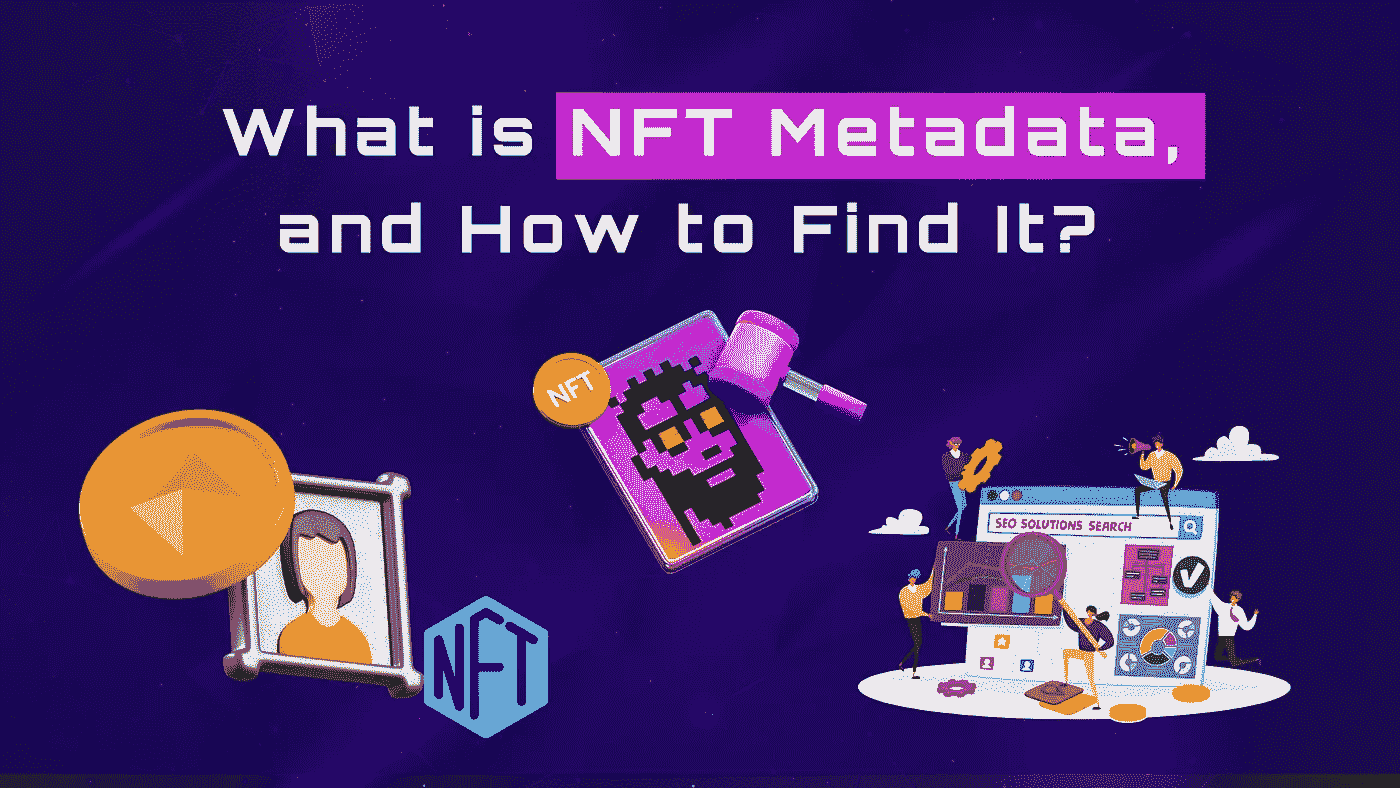 What is NFT Metadata,
and How to Find It?
NFT
SEO SOLUTIONS SEARCH
NFT